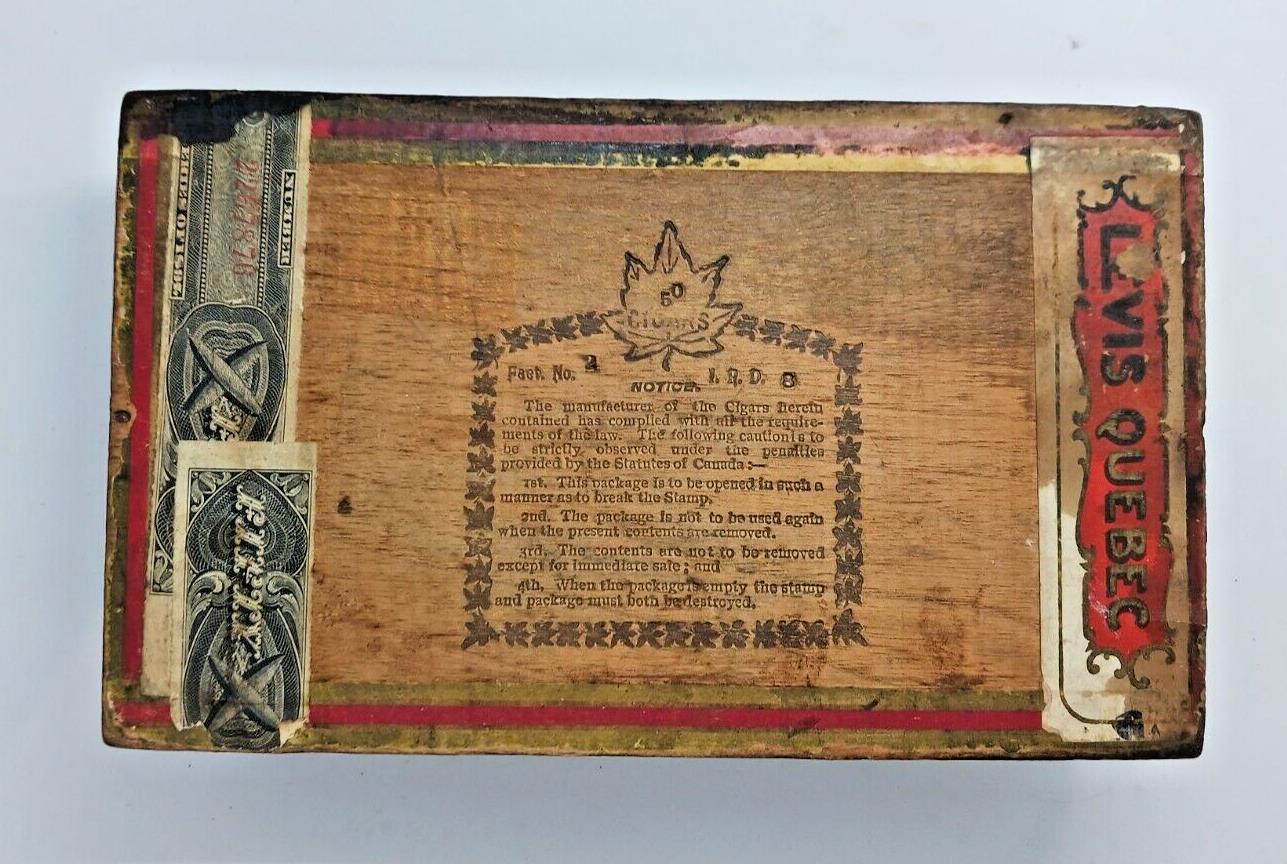 50
CIGARS
Fact. No. 4 I. R. D. 8
NOTICE.
The manufacturer of the Cigars herein
contained has complied with all the require-
ments of the law. The following caution is to
be strictly observed under the penalties
provided by the Statutes of Canada :—
1st. This package is to be opened in such a
manner as to break the Stamp.
2nd. The package is not to be used again
when the present contents are removed.
3rd. The contents are not to be removed
except for immediate sale ; and
4th. When the package is empty the stamp
and package must both be destroyed.
NUMBER
LEVIS QUEBEC